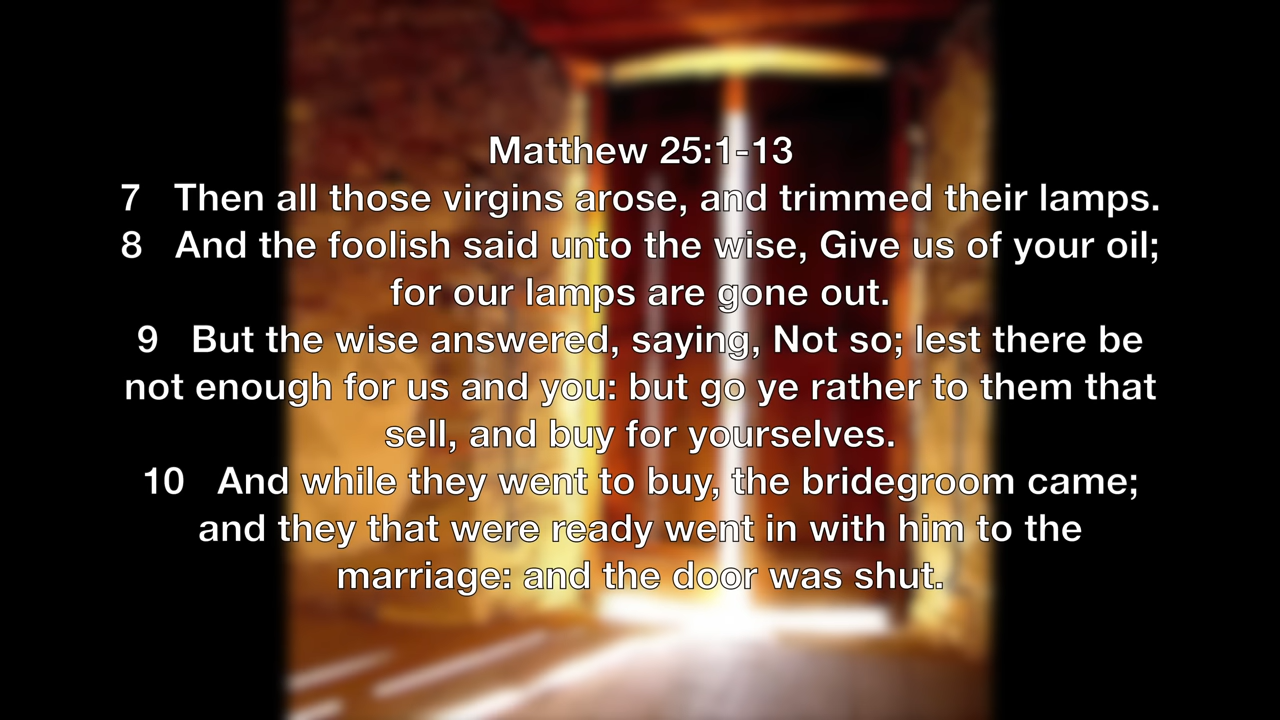 Matthew 25:1-13
7 Then all those virgins arose, and trimmed their lamps.
8 And the foolish said unto the wise, Give us of your oil;
for our lamps are gone out.
9 But the wise answered, saying, Not so; lest there be
not enough for us and you: but go ye rather to them that
sell, and buy for yourselves.
10 And while they went to buy, the bridegroom came;
and they that were ready went in with him to the
marriage: and the door was shut.